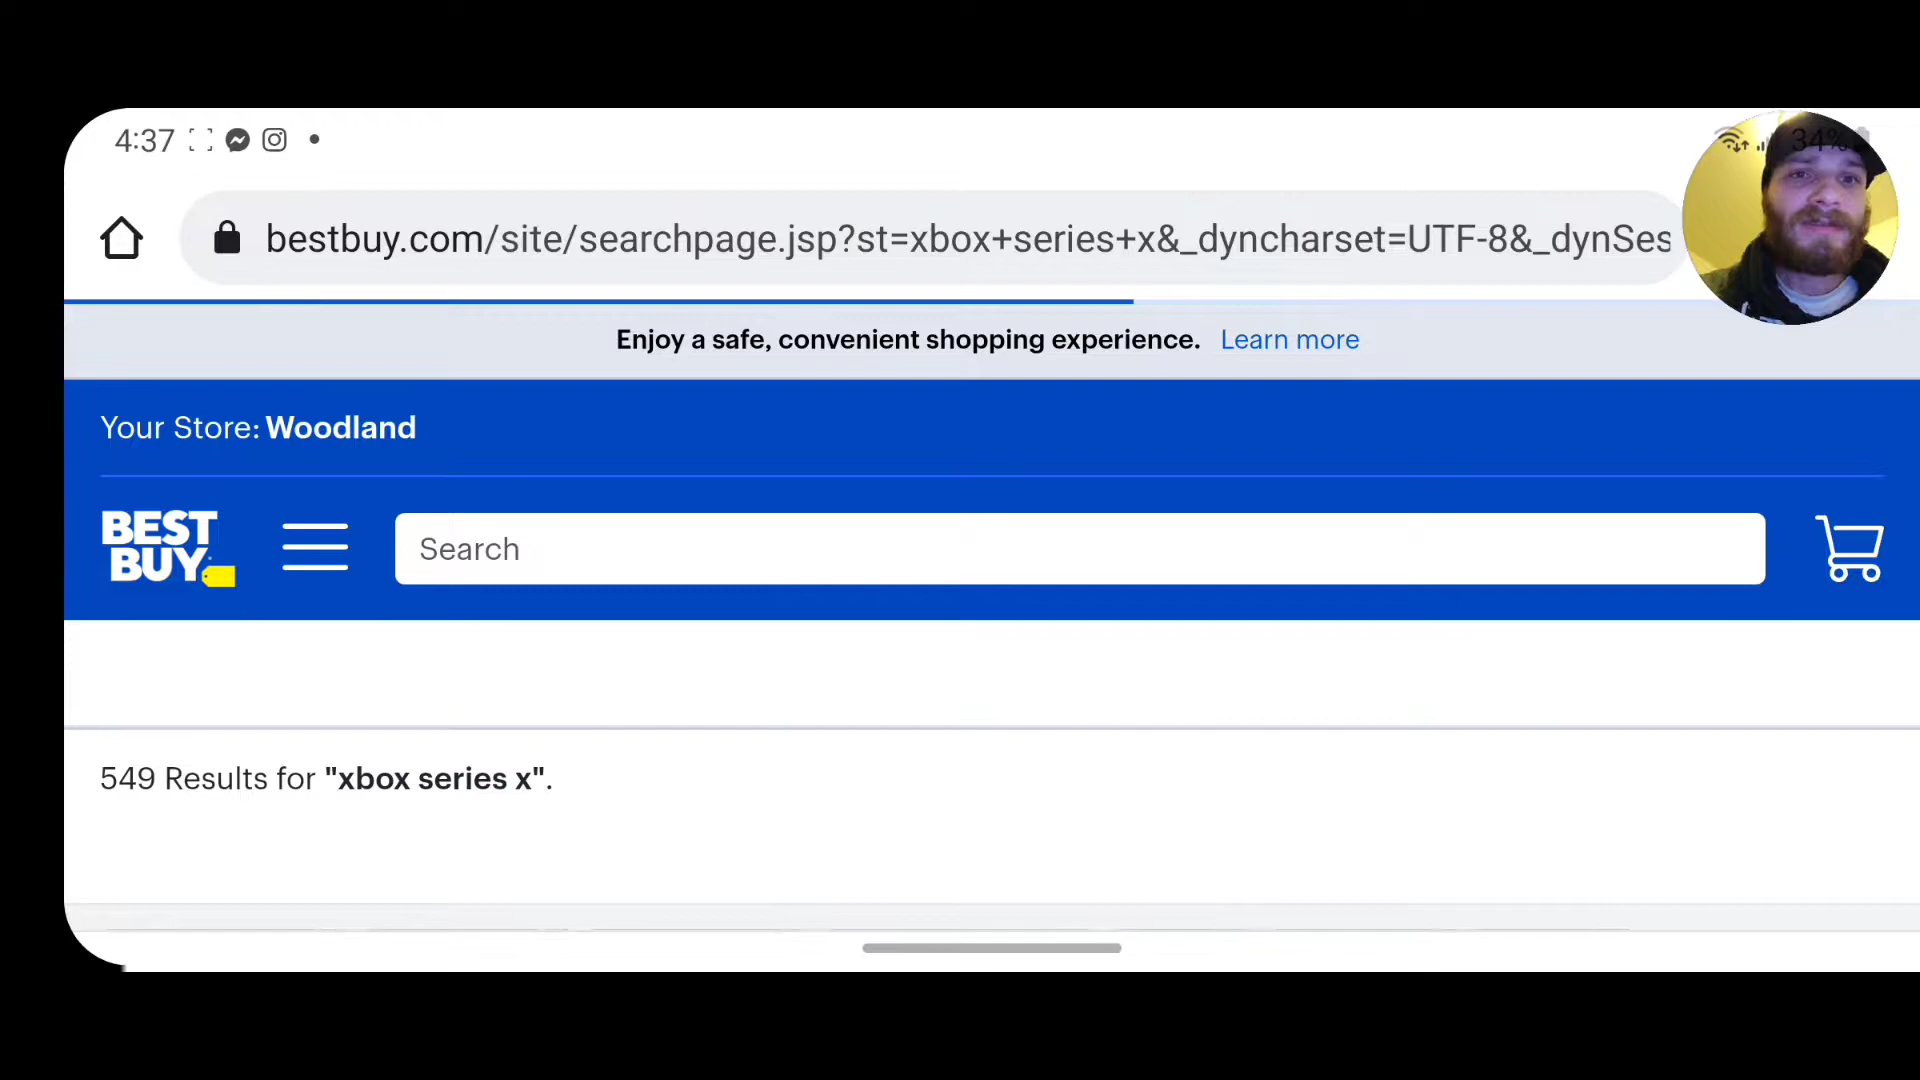 4:37
34%
bestbuy.com/site/searchpage.jsp?st=xbox+series+x&_dyncharset=UTF-8&_dynSes
Enjoy a safe, convenient shopping experience. Learn more
Your Store: Woodland
BEST
BUY
Search
549 Results for "xbox series x".